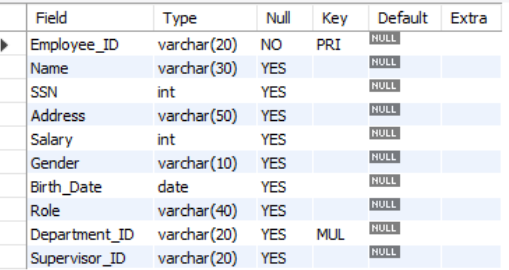 Field Type Null Key Default Extra
Employee_ID varchar(20) NO PRI NULL
Name varchar(30) YES NULL
SSN int YES NULL
Address varchar(50) YES NULL
Salary int YES NULL
Gender varchar(10) YES NULL
Birth_Date date YES NULL
Role varchar(40) YES NULL
Department_ID varchar(20) YES MUL NULL
Supervisor_ID varchar(20) YES NULL